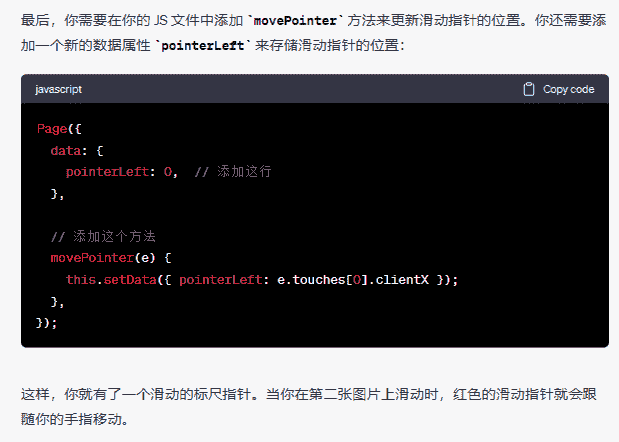 最后，你需要在你的 JS 文件中添加 `movePointer` 方法来更新滑动指针的位置。你还需要添
加一个新的数据属性 `pointerLeft` 来存储滑动指针的位置：
javascript
Copy code
Page({
  data: {
    pointerLeft: 0,  // 添加这行
  },
  // 添加这个方法
  movePointer(e) {
    this.setData({ pointerLeft: e.touches[0].clientX });
  },
});
这样，你就有了一个滑动的标尺指针。当你在第二张图片上滑动时，红色的滑动指针就会跟
随你的手指移动。